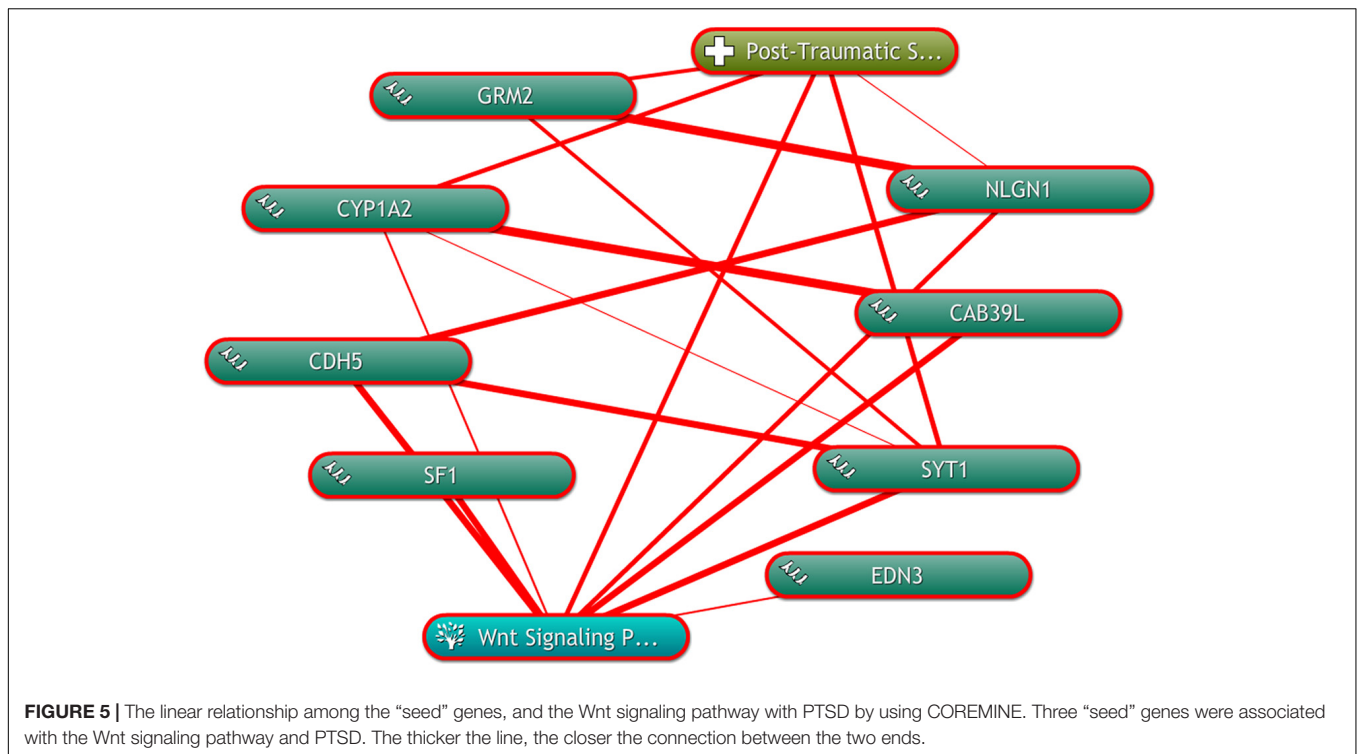 Post-Traumatic S...
GRM2
NLGN1
CYP1A2
CAB39L
CDH5
SYT1
SF1
EDN3
Wnt Signaling P...
FIGURE 5 | The linear relationship among the “seed” genes, and the Wnt signaling pathway with PTSD by using COREMINE. Three “seed” genes were associated
with the Wnt signaling pathway and PTSD. The thicker the line, the closer the connection between the two ends.